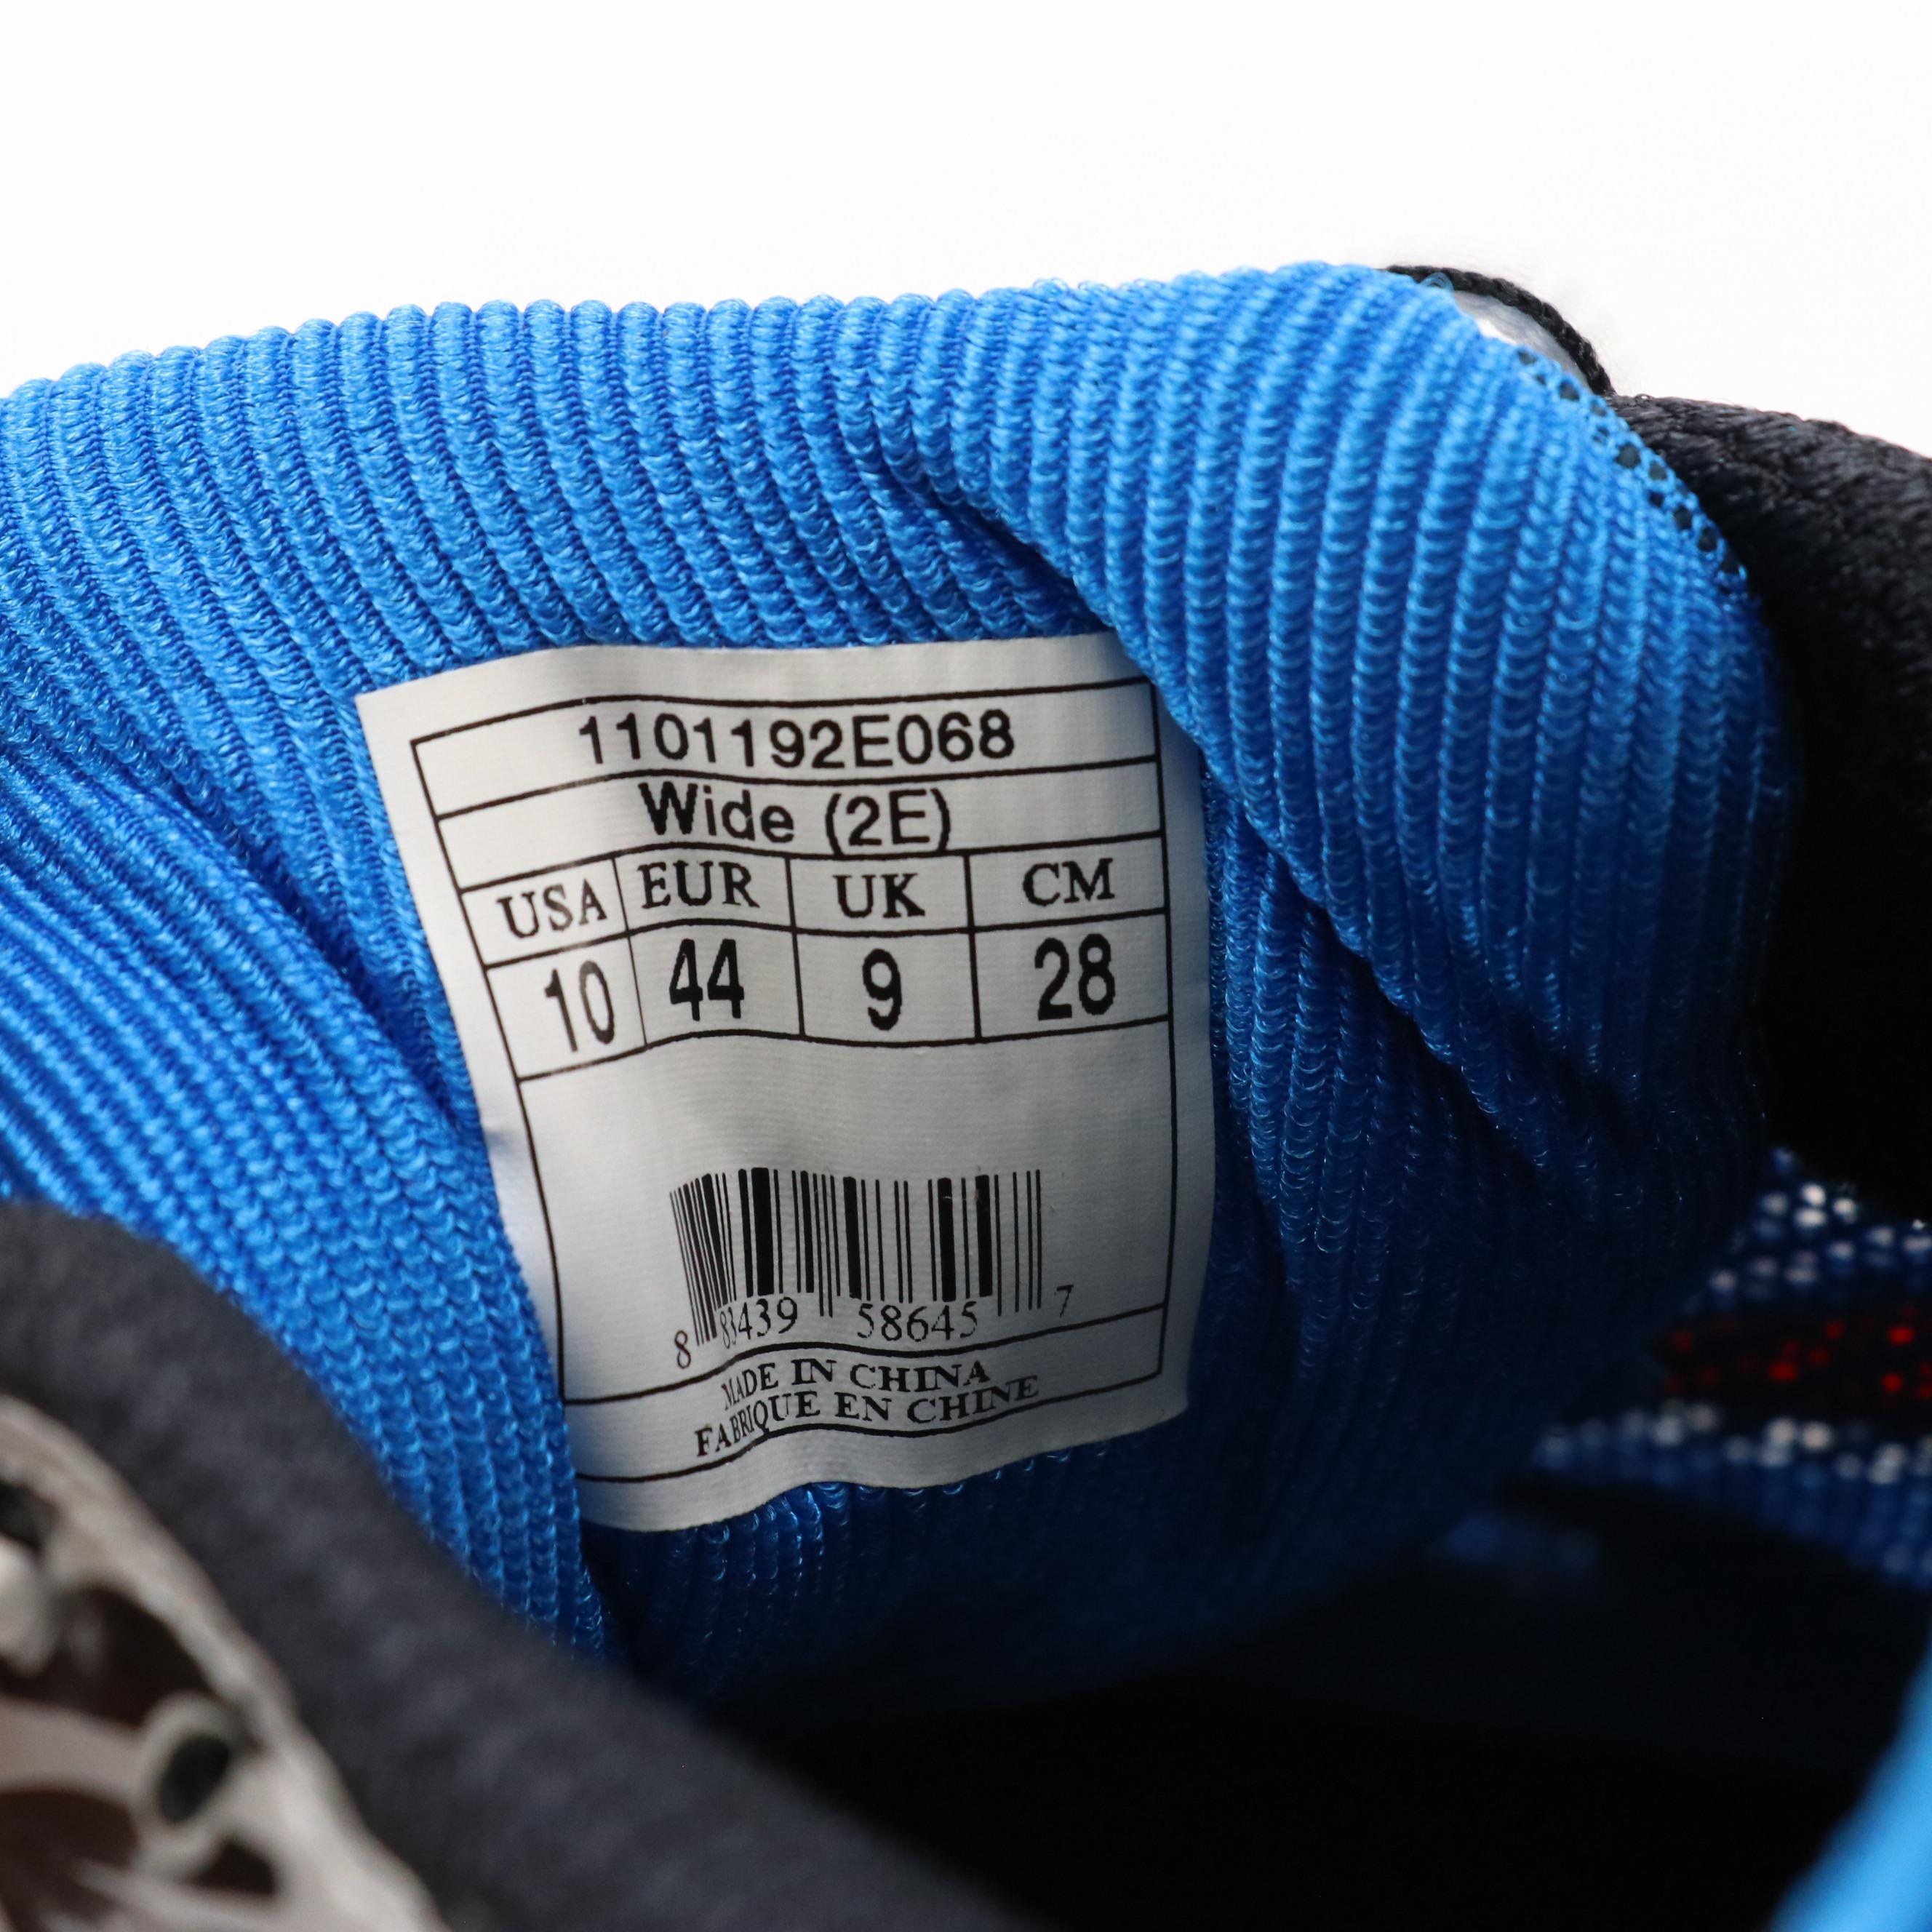 1101192E068
Wide (2E)
USA EUR UK CM
10 44 9 28
8 83439 58645 7
MADE IN CHINA
FABRIQUE EN CHINE